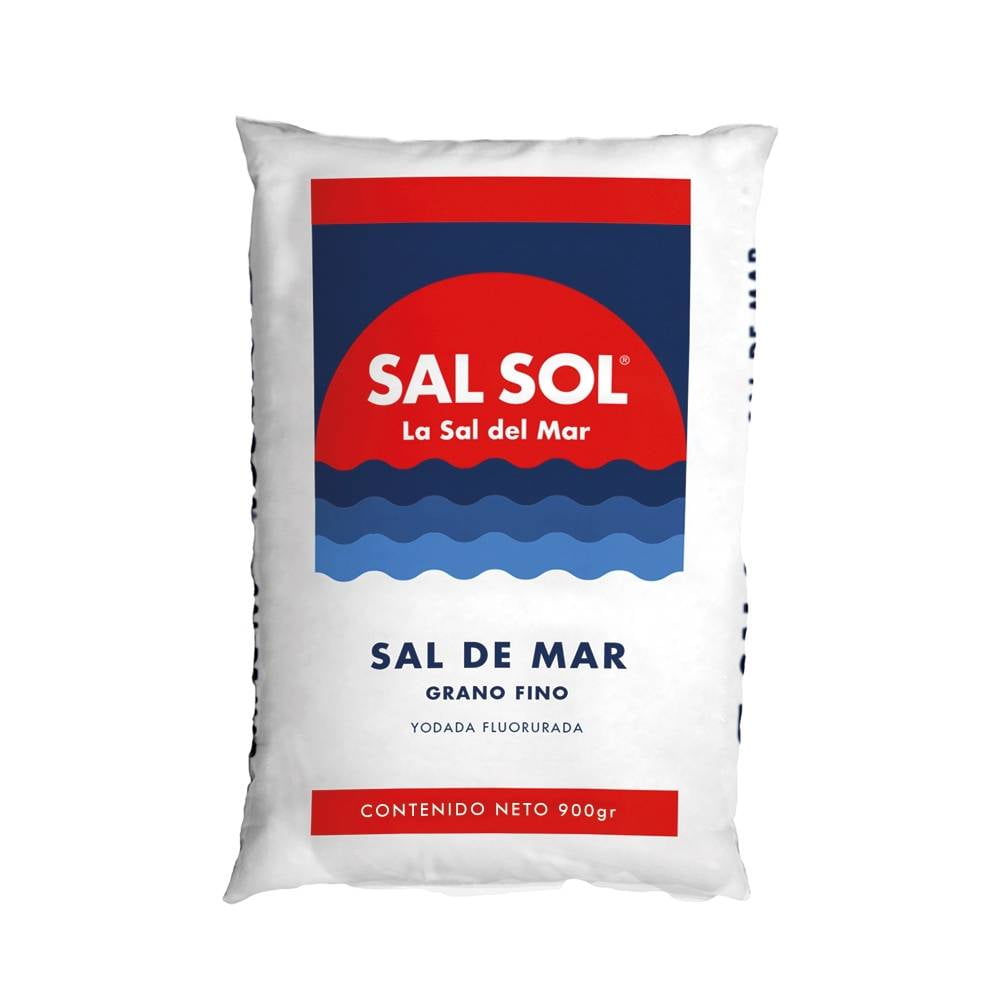 SAL SOL®
La Sal del Mar
SAL DE MAR
GRANO FINO
YODADA FLUORURADA
CONTENIDO NETO 900gr